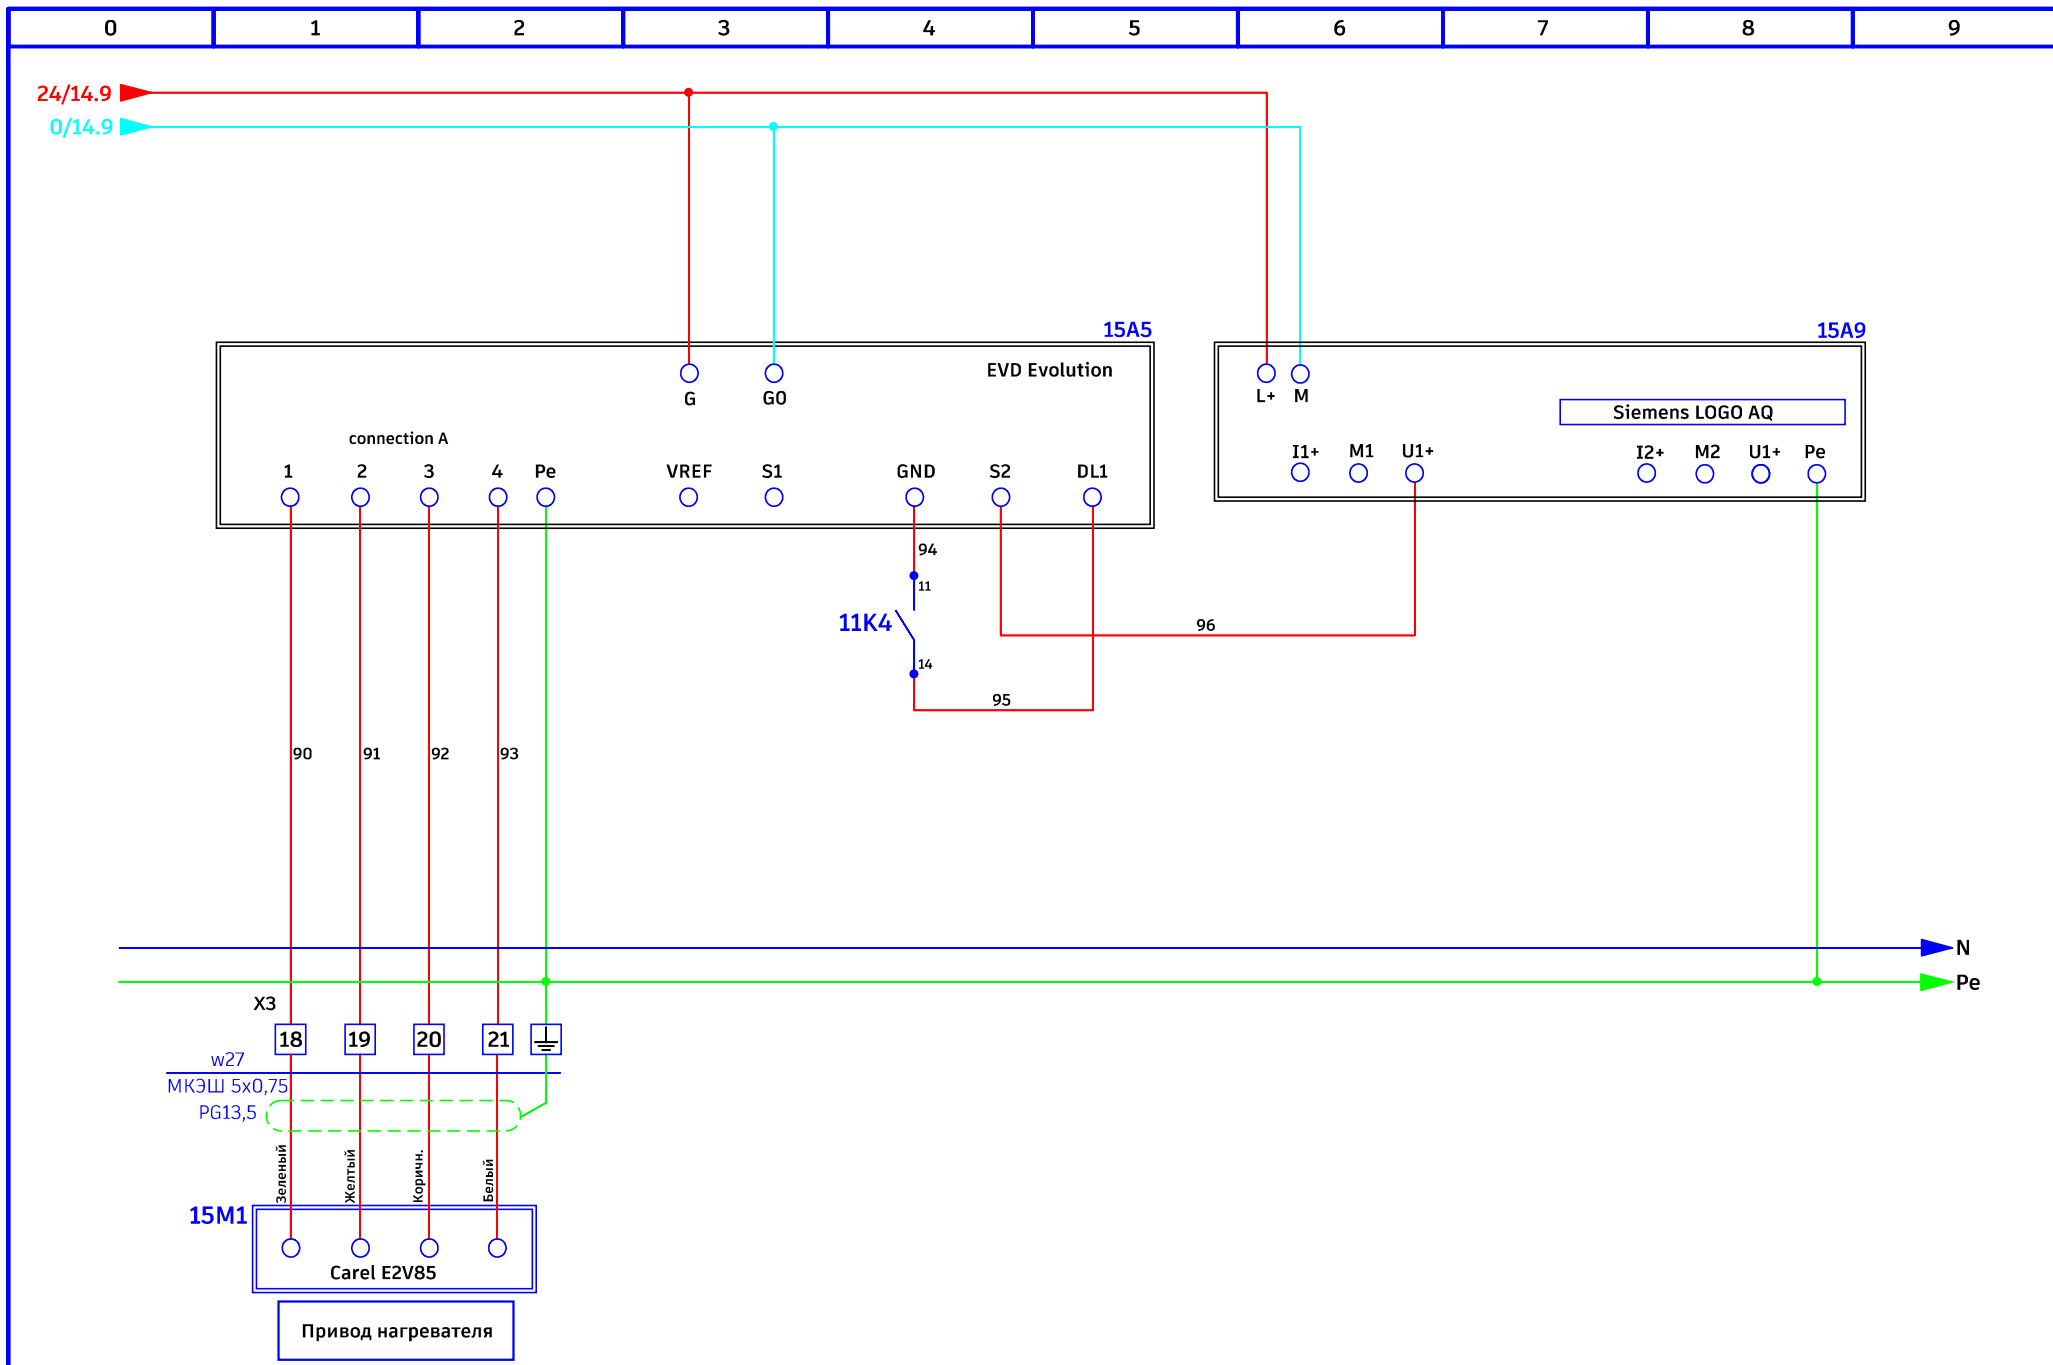 0 1 2 3 4 5 6 7 8 9
24/14.9
0/14.9
15A5
15A9
EVD Evolution
G G0
L+ M
Siemens LOGO AQ
connection A
I1+ M1 U1+ I2+ M2 U1+ Pe
1 2 3 4 Pe VREF S1 GND S2 DL1
94
11
11K4
96
14
95
90 91 92 93
N
Pe
X3
18 19 20 21
w27
МКЭШ 5x0,75
PG13,5
Зеленый Желтый Коричн. Белый
15M1
Carel E2V85
Привод нагревателя